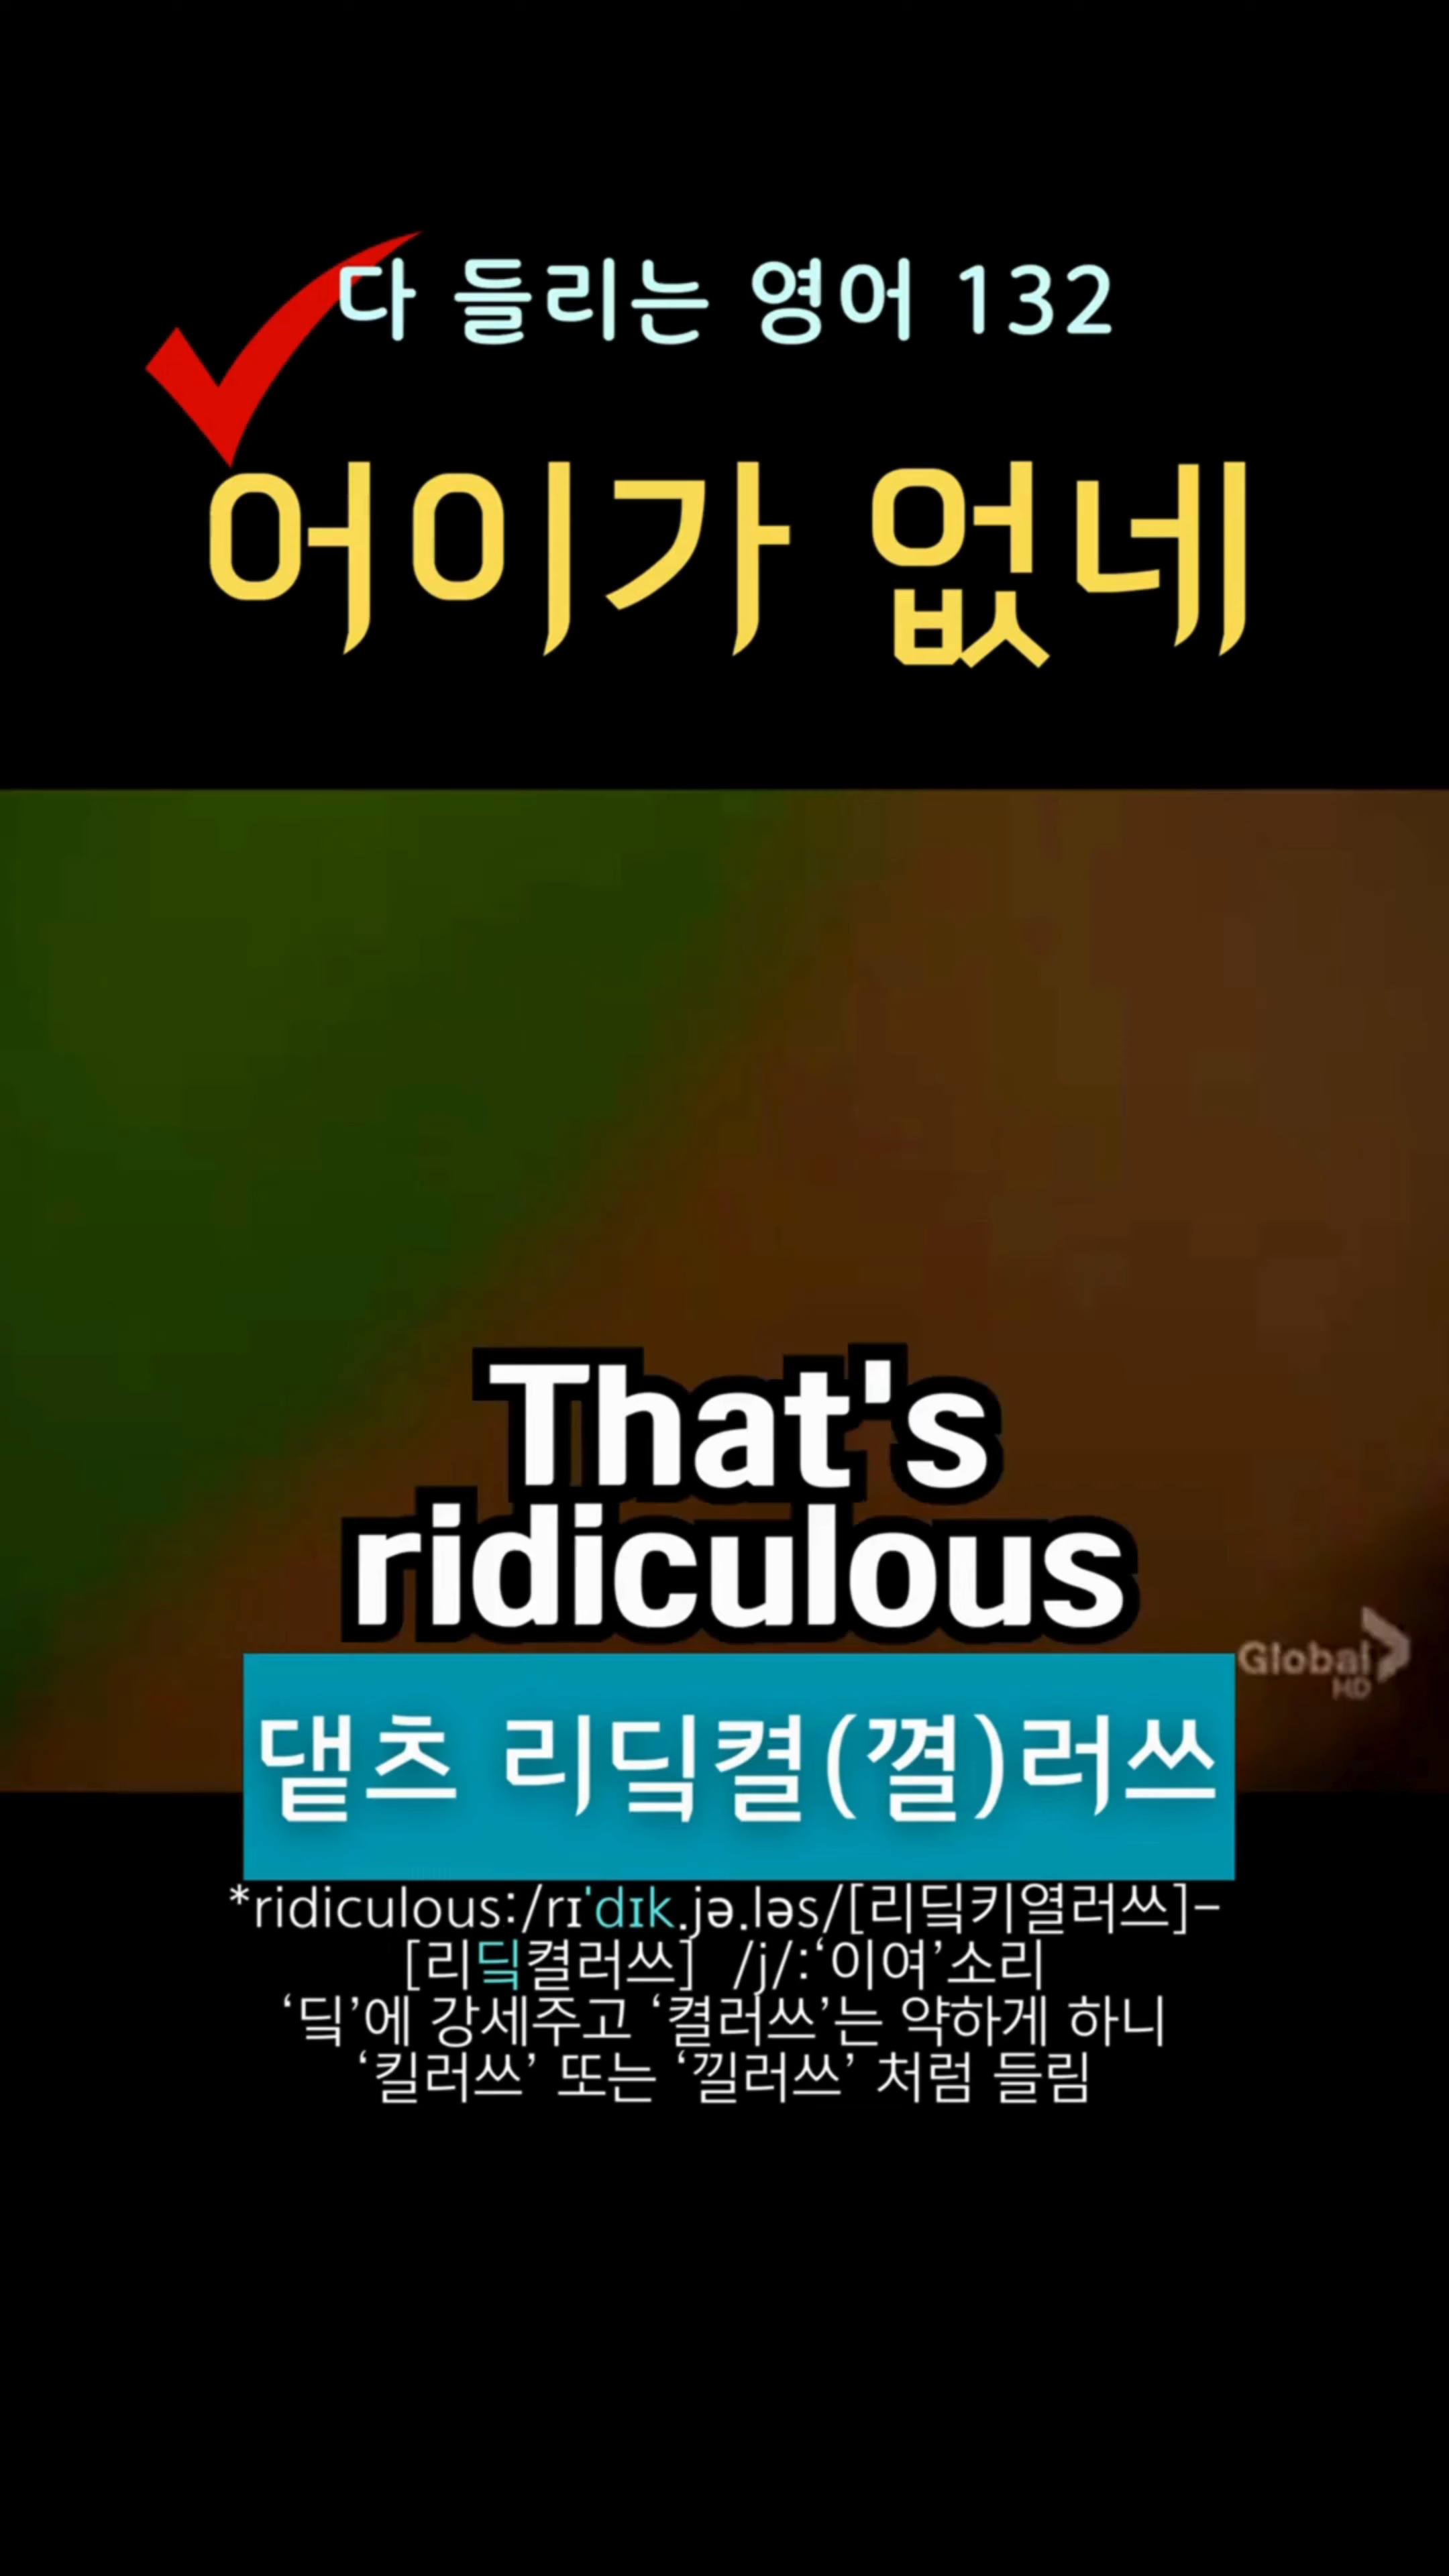 다 들리는 영어 132
어이가 없네
That's
ridiculous
Global
HD
댙츠 리딬켤(꼘)러쓰
*ridiculous:/rɪˈdɪk.jə.ləs/[리딬키열러쓰]-
[리딬켤러쓰] /j/:‘이여’소리
‘딬’에 강세주고 ‘켤러쓰’는 약하게 하니
‘킬러쓰’ 또는 ‘낄러쓰’ 처럼 들림